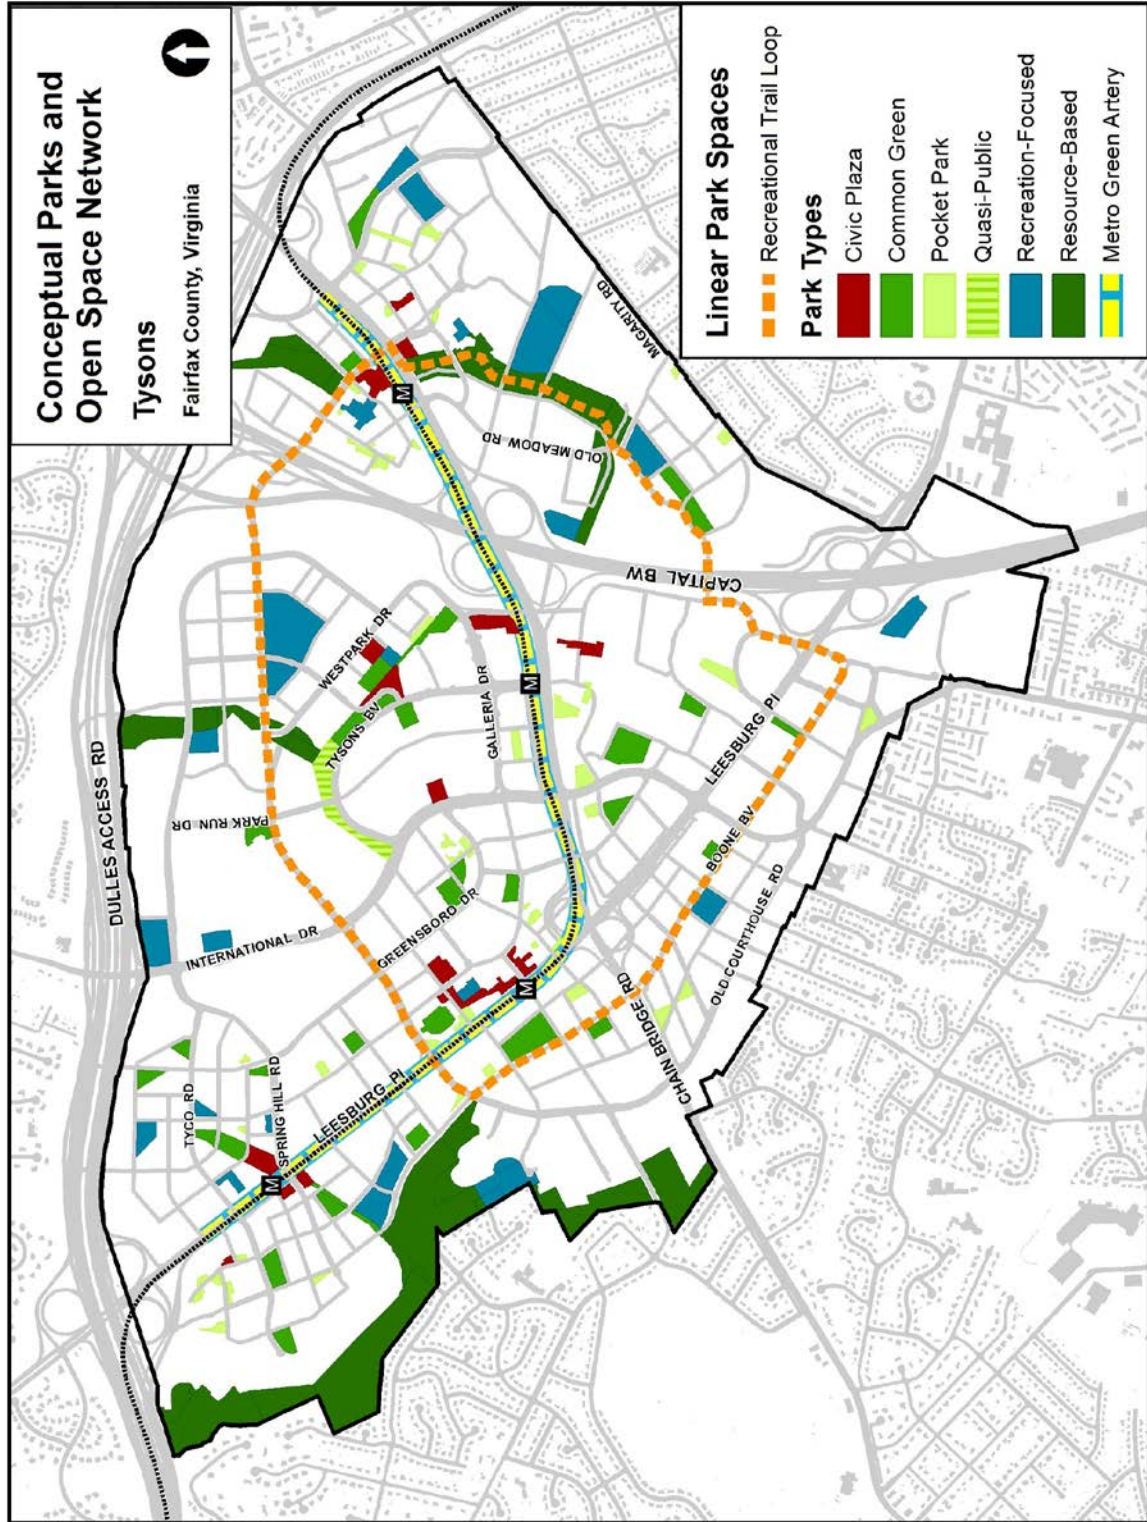 Conceptual Parks and
Open Space Network
Tysons
Fairfax County, Virginia
Linear Park Spaces
Recreational Trail Loop
Park Types
Civic Plaza
Common Green
Pocket Park
Quasi-Public
Recreation-Focused
Resource-Based
Metro Green Artery
DULLES ACCESS RD
TYCO RD
SPRING HILL RD
LEESBURG PI
INTERNATIONAL DR
GREENSBORO DR
PARK RUN DR
TYSONS BV
WESTPARK DR
GALLERIA DR
OLD MEADOW RD
MAGARITY RD
CAPITAL BW
LEESBURG PI
BOONE BV
OLD COURTHOUSE RD
CHAIN BRIDGE RD
M
M
M
M